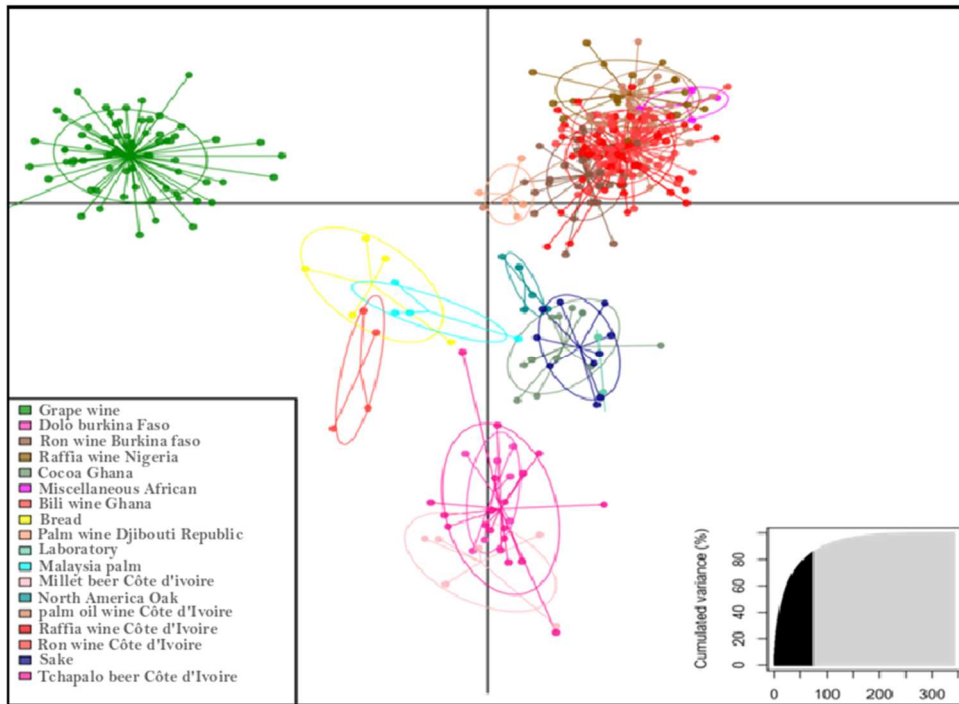 Grape wine
Dolo burkina Faso
Ron wine Burkina faso
Raffia wine Nigeria
Cocoa Ghana
Miscellaneous African
Bili wine Ghana
Bread
Palm wine Djibouti Republic
Laboratory
Malaysia palm
Millet beer Côte d'ivoire
North America Oak
palm oil wine Côte d'Ivoire
Raffia wine Côte d'Ivoire
Ron wine Côte d'Ivoire
Sake
Tchapalo beer Côte d'Ivoire
Cumulated variance (%)
80
60
40
20
0
0 100 200 300